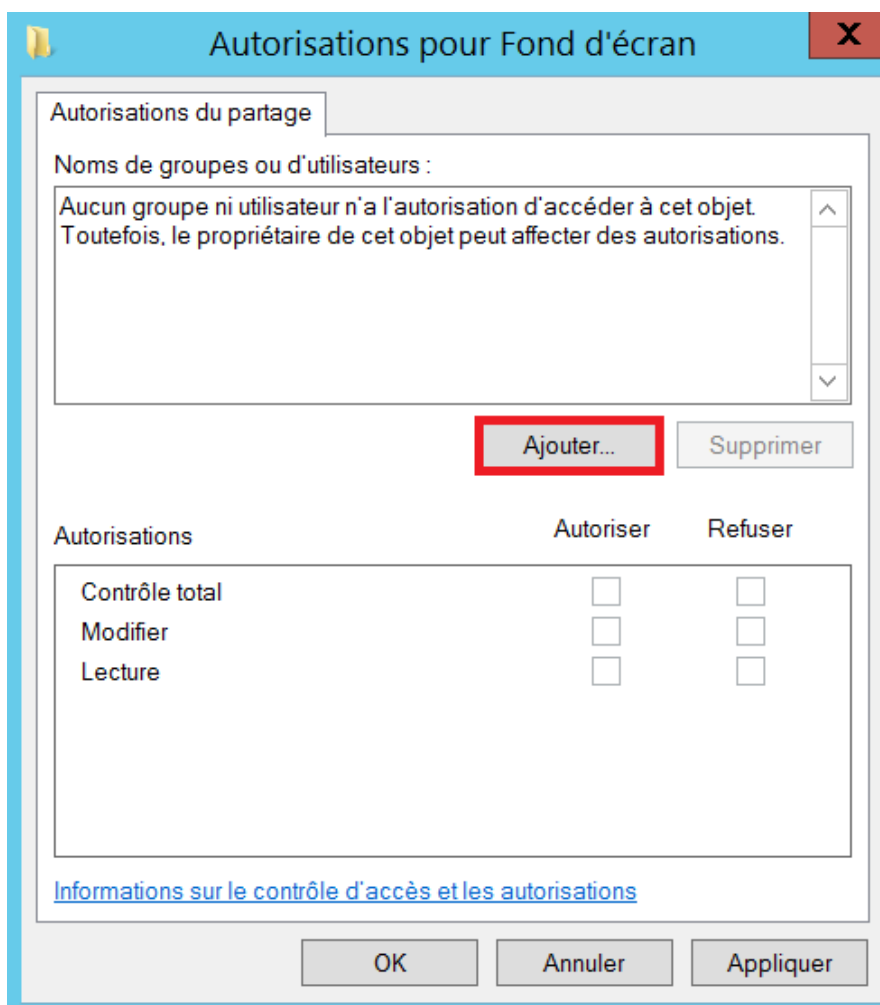 Autorisations pour Fond d'écran
X
Autorisations du partage
Noms de groupes ou d'utilisateurs :
Aucun groupe ni utilisateur n'a l'autorisation d'accéder à cet objet.
Toutefois, le propriétaire de cet objet peut affecter des autorisations.
Ajouter...
Supprimer
Autorisations
Autoriser
Refuser
Contrôle total
Modifier
Lecture
Informations sur le contrôle d'accès et les autorisations
OK
Annuler
Appliquer